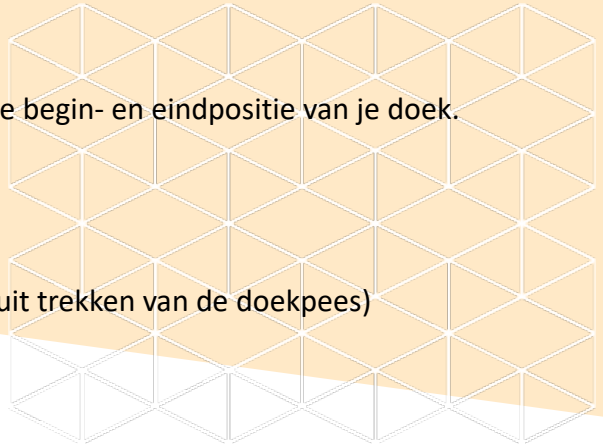 e begin- en eindpositie van je doek.
uit trekken van de doekpees)